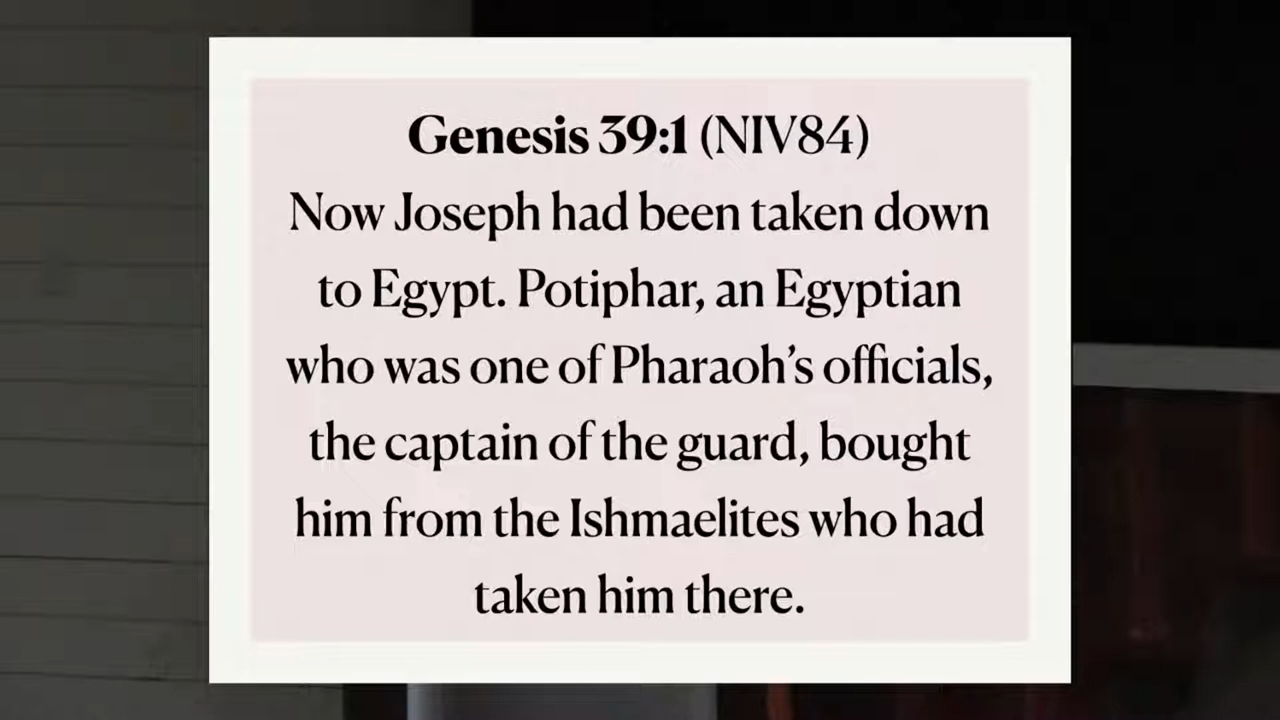 Genesis 39:1 (NIV84)
Now Joseph had been taken down
to Egypt. Potiphar, an Egyptian
who was one of Pharaoh’s officials,
the captain of the guard, bought
him from the Ishmaelites who had
taken him there.